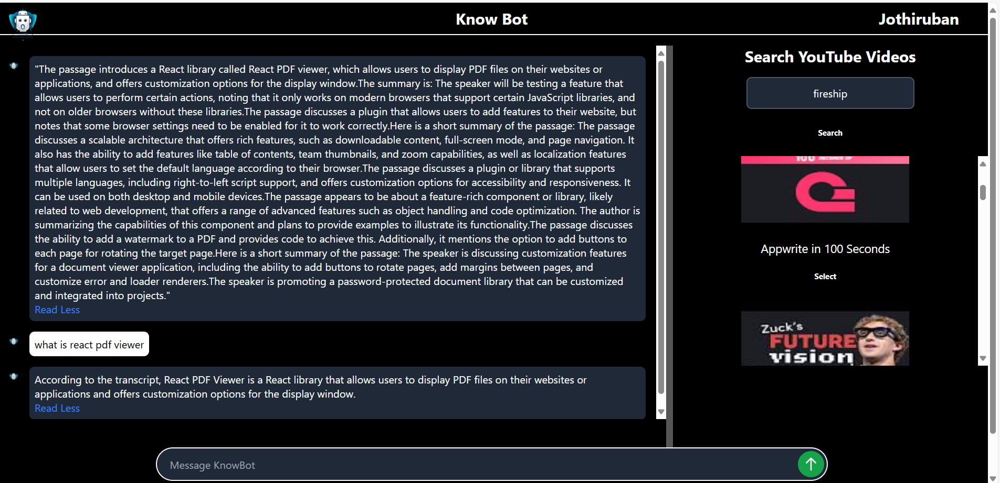 Know Bot
Jothiruban
"The passage introduces a React library called React PDF viewer, which allows users to display PDF files on their websites or
applications, and offers customization options for the display window.The summary is: The speaker will be testing a feature that
allows users to perform certain actions, noting that it only works on modern browsers that support certain JavaScript libraries, and
not on older browsers without these libraries.The passage discusses a plugin that allows users to add features to their website, but
notes that some browser settings need to be enabled for it to work correctly.Here is a short summary of the passage: The passage
discusses a scalable architecture that offers rich features, such as downloadable content, full-screen mode, and page navigation. It
also has the ability to add features like table of contents, team thumbnails, and zoom capabilities, as well as localization features
that allow users to set the default language according to their browser.The passage discusses a plugin or library that supports
multiple languages, including right-to-left script support, and offers customization options for accessibility and responsiveness. It
can be used on both desktop and mobile devices.The passage appears to be about a feature-rich component or library, likely
related to web development, that offers a range of advanced features such as object handling and code optimization. The author is
summarizing the capabilities of this component and plans to provide examples to illustrate its functionality.The passage discusses
the ability to add a watermark to a PDF and provides code to achieve this. Additionally, it mentions the option to add buttons to
each page for rotating the target page.Here is a short summary of the passage: The speaker is discussing customization features
for a document viewer application, including the ability to add buttons to rotate pages, add margins between pages, and
customize error and loader renderers.The speaker is promoting a password-protected document library that can be customized
and integrated into projects."
Read Less
what is react pdf viewer
According to the transcript, React PDF Viewer is a React library that allows users to display PDF files on their websites or
applications and offers customization options for the display window.
Read Less
Message KnowBot
Search YouTube Videos
fireship
Search
100 SECONDS OF
Appwrite in 100 Seconds
Select
Zuck's
FUTURE
vision